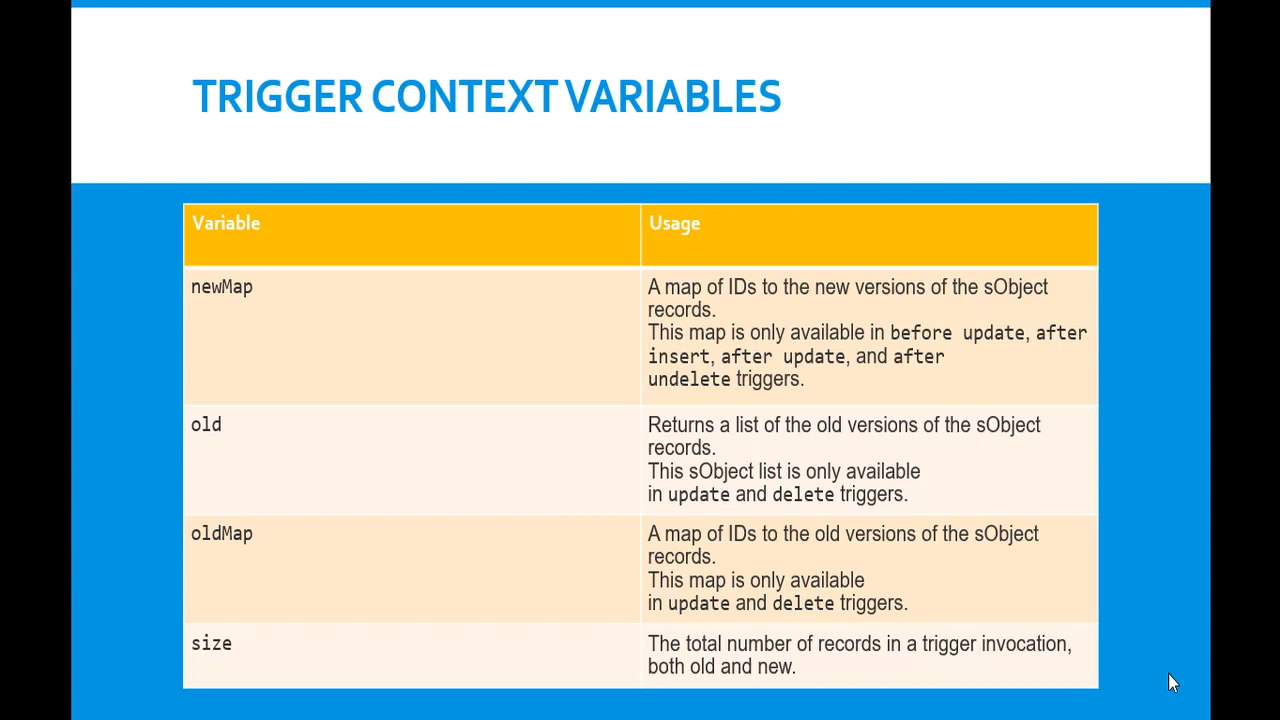 TRIGGER CONTEXT VARIABLES
Variable
Usage
newMap
A map of IDs to the new versions of the sObject
records.
This map is only available in before update, after
insert, after update, and after
undelete triggers.
old
Returns a list of the old versions of the sObject
records.
This sObject list is only available
in update and delete triggers.
oldMap
A map of IDs to the old versions of the sObject
records.
This map is only available
in update and delete triggers.
size
The total number of records in a trigger invocation,
both old and new.